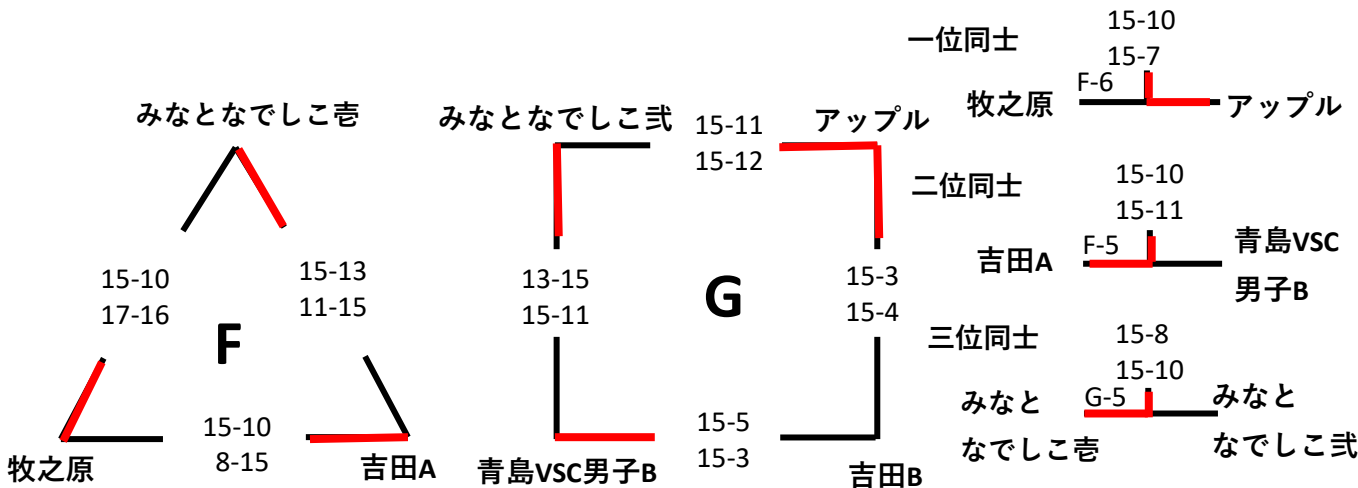 みなとなでしこ壱
15-10
17-16
15-13
11-15
F
15-10
8-15
牧之原
吉田A
みなとなでしこ弐
15-11
15-12
アップル
13-15
15-11
G
15-3
15-4
15-5
15-3
青島VSC男子B
吉田B
一位同士
15-10
15-7
F-6
牧之原
アップル
二位同士
15-10
15-11
F-5
吉田A
青島VSC
男子B
三位同士
15-8
15-10
G-5
みなと
なでしこ壱
みなと
なでしこ弐